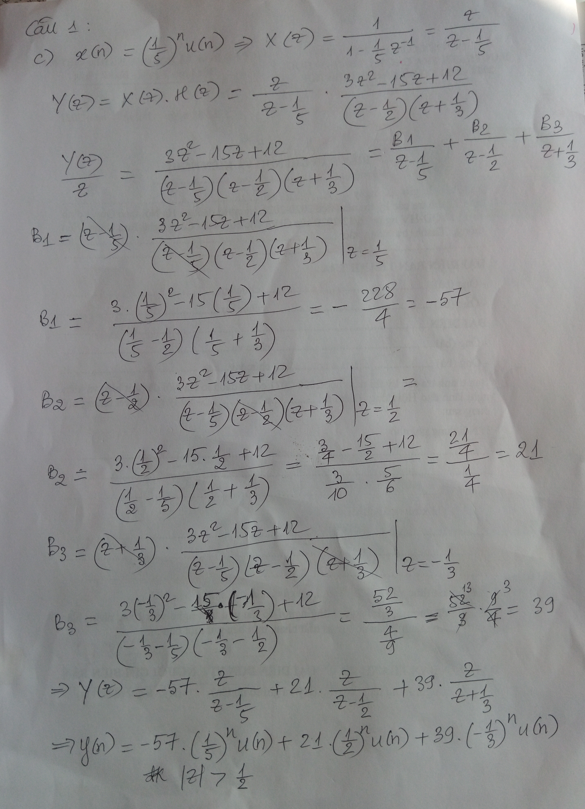 Câu 1:
c) x(n) = (1/5)^n u(n) ⇒ X(z) = 1/(1 - 1/5 z^-1) = z/(z - 1/5)
Y(z) = X(z). H(z) = z/(z - 1/5) . (3z² - 15z + 12)/((z - 1/2)(z + 1/3))
Y(z)/z = (3z² - 15z + 12)/((z - 1/5)(z - 1/2)(z + 1/3)) = B1/(z - 1/5) + B2/(z - 1/2) + B3/(z + 1/3)
B1 = (z - 1/5) . (3z² - 15z + 12)/((z - 1/5)(z - 1/2)(z + 1/3)) | z = 1/5
B1 = (3.(1/5)² - 15(1/5) + 12)/((1/5 - 1/2)(1/5 + 1/3)) = - 228/4 = -57
B2 = (z - 1/2) . (3z² - 15z + 12)/((z - 1/5)(z - 1/2)(z + 1/3)) | z = 1/2 =
B2 = (3.(1/2)² - 15.1/2 + 12)/((1/2 - 1/5)(1/2 + 1/3)) = (3/4 - 15/2 + 12)/(3/10 . 5/6) = (21/4)/(1/4) = 21
B3 = (z + 1/3) . (3z² - 15z + 12)/((z - 1/5)(z - 1/2)(z + 1/3)) | z = -1/3
B3 = (3(-1/3)² - 15.(-1/3) + 12)/((-1/3 - 1/5)(-1/3 - 1/2)) = (52/3)/(4/9) = 52/3 . 9/4 = 39
⇒ Y(z) = -57. z/(z - 1/5) + 21. z/(z - 1/2) + 39. z/(z + 1/3)
⇒ y(n) = -57.(1/5)^n u(n) + 21.(1/2)^n u(n) + 39.(-1/3)^n u(n)
|z| > 1/2